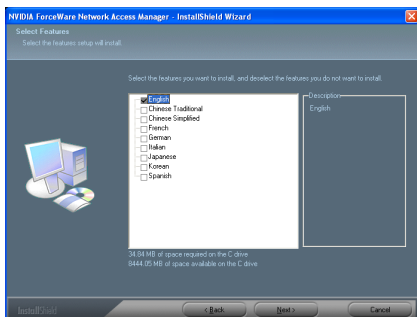 NVIDIA ForceWare Network Access Manager - InstallShield Wizard
Select Features
Select the features setup will install.
Select the features you want to install, and deselect the features you do not want to install.
English
Chinese Traditional
Chinese Simplified
French
German
Italian
Japanese
Korean
Spanish
Description
English
34.84 MB of space required on the C drive
8444.05 MB of space available on the C drive
InstallShield
< Back
Next >
Cancel